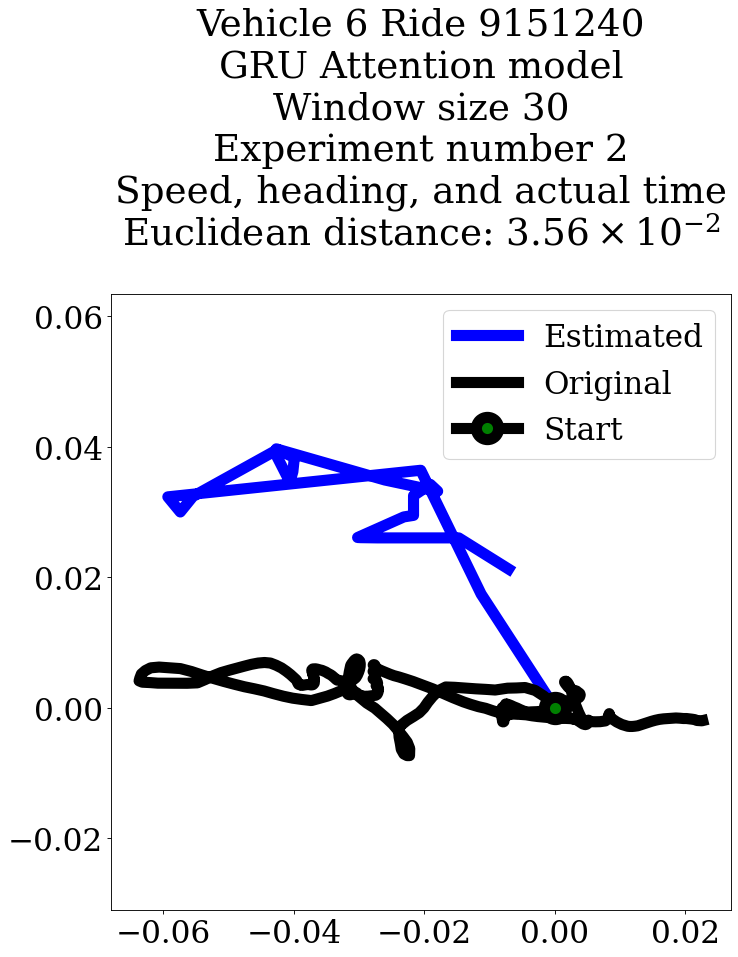 Vehicle 6 Ride 9151240
GRU Attention model
Window size 30
Experiment number 2
Speed, heading, and actual time
Euclidean distance: 3.56 × 10⁻²
Estimated
Original
Start
0.06
0.04
0.02
0.00
−0.02
−0.06
−0.04
−0.02
0.00
0.02